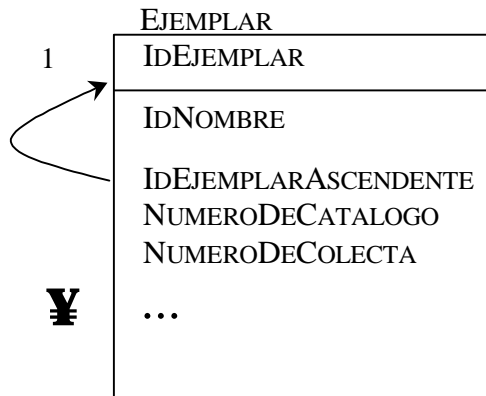 EJEMPLAR
1 IDEJEMPLAR
IDNOMBRE
IDEJEMPLARASCENDENTE
NUMERODECATALOGO
NUMERODECOLECTA
¥ …